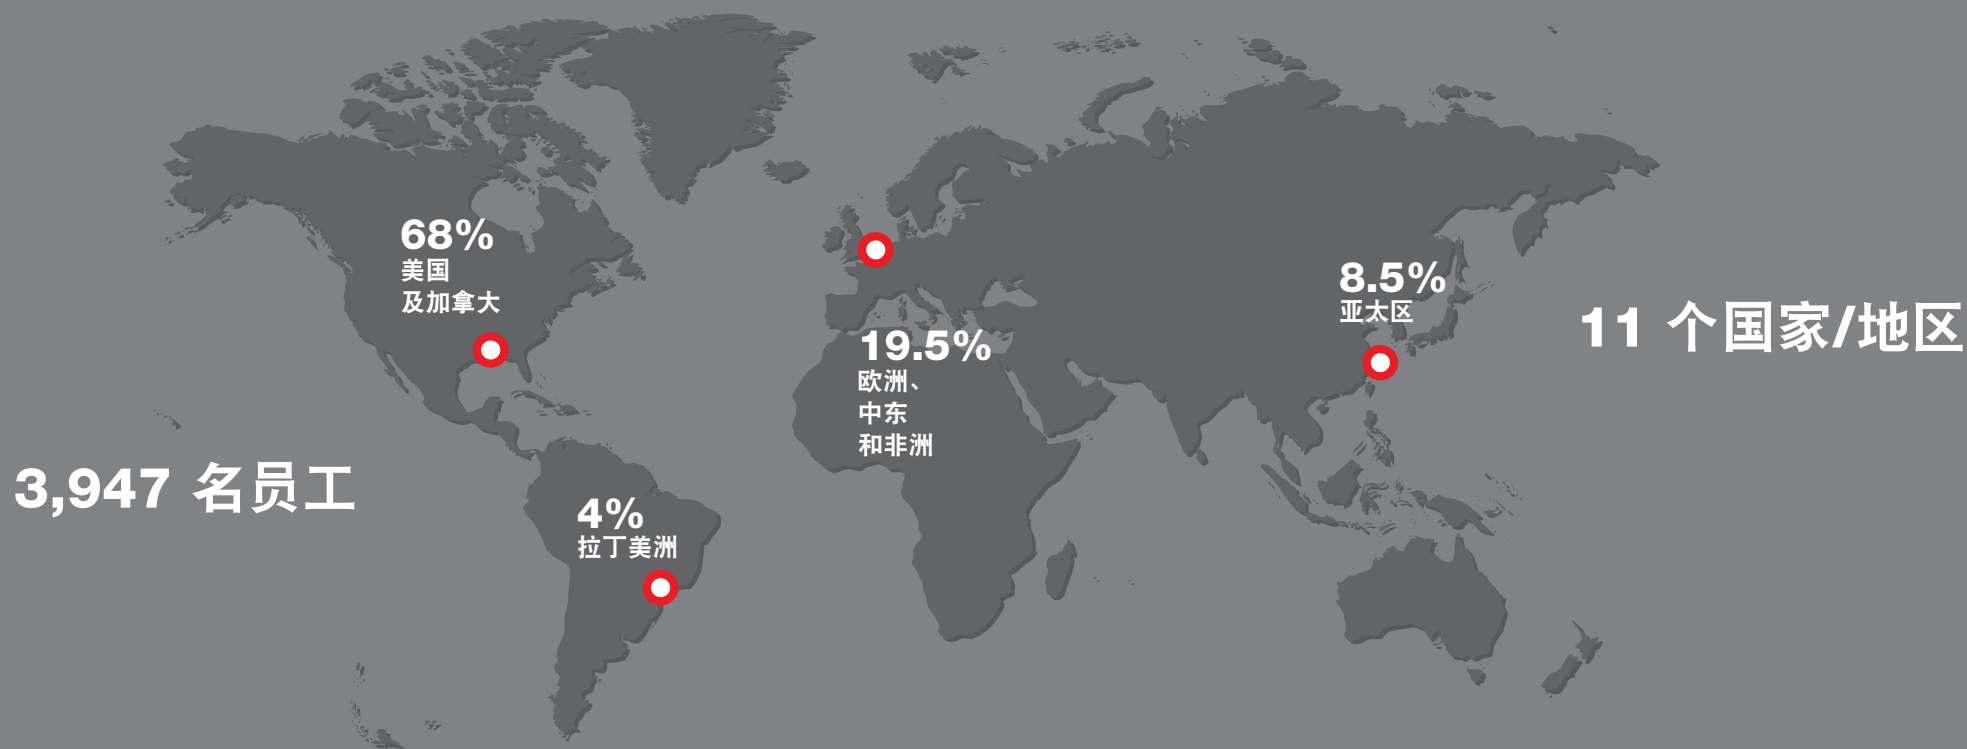 68%
美国
及加拿大
19.5%
欧洲、
中东
和非洲
8.5%
亚太区
11 个国家/地区
3,947 名员工
4%
拉丁美洲